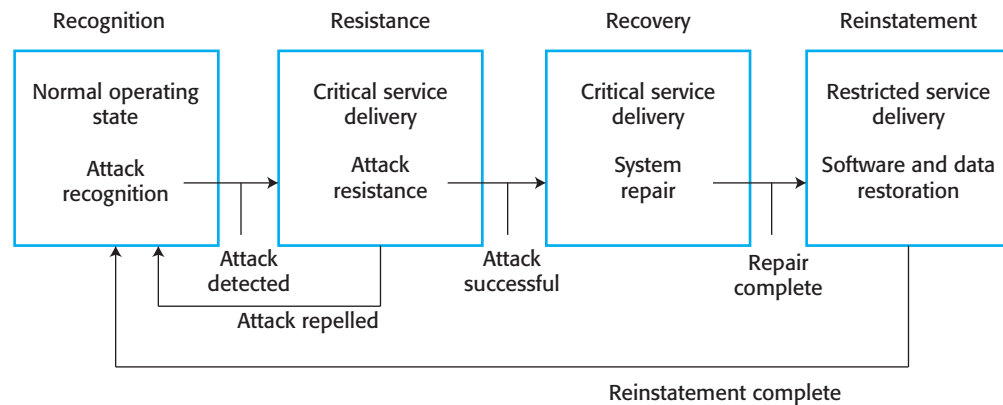 Recognition
Resistance
Recovery
Reinstatement
Normal operating
state
Attack
recognition
Critical service
delivery
Attack
resistance
Critical service
delivery
System
repair
Restricted service
delivery
Software and data
restoration
Attack
detected
Attack
successful
Repair
complete
Attack repelled
Reinstatement complete